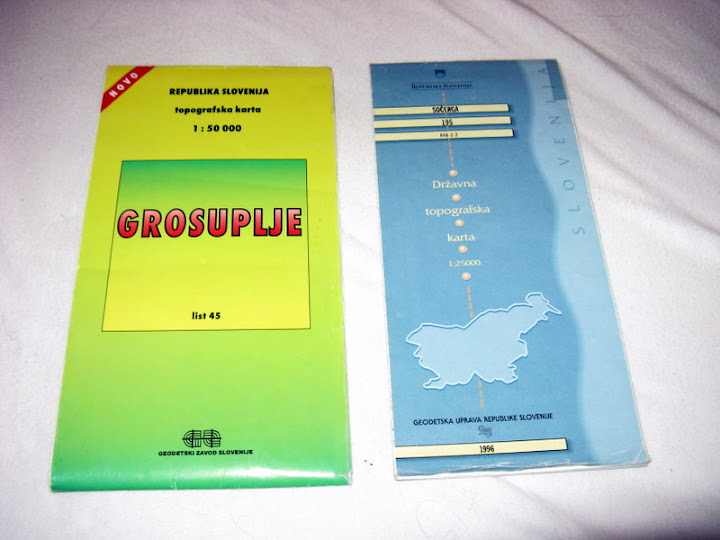 NOVO
REPUBLIKA SLOVENIJA
topografska karta
1 : 50 000
GROSUPLJE
list 45
GEODETSKI ZAVOD SLOVENIJE
REPUBLIKA SLOVENIJA
SOČERGA
195
Državna
topografska
karta
1:25000
SLOVENIJA
GEODETSKA UPRAVA REPUBLIKE SLOVENIJE
1996